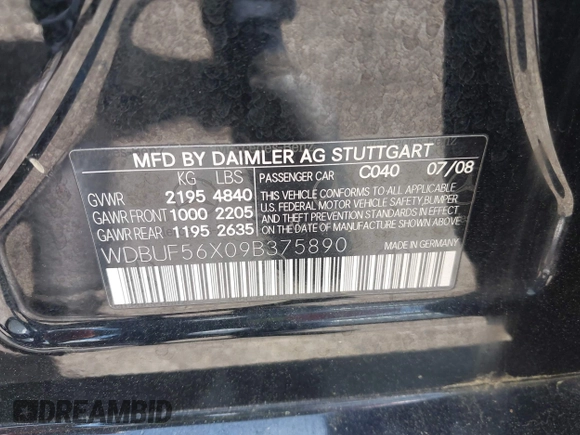 MFD BY DAIMLER AG STUTTGART
KG LBS
GVWR 2195 4840
GAWR FRONT 1000 2205
GAWR REAR 1195 2635
PASSENGER CAR C040 07/08
THIS VEHICLE CONFORMS TO ALL APPLICABLE
U.S. FEDERAL MOTOR VEHICLE SAFETY,BUMPER
AND THEFT PREVENTION STANDARDS IN EFFECT ON THE
DATE OF MANUFACTURE SHOWN ABOVE
WDBUF56X09B375890
MADE IN GERMANY
DREAMBID